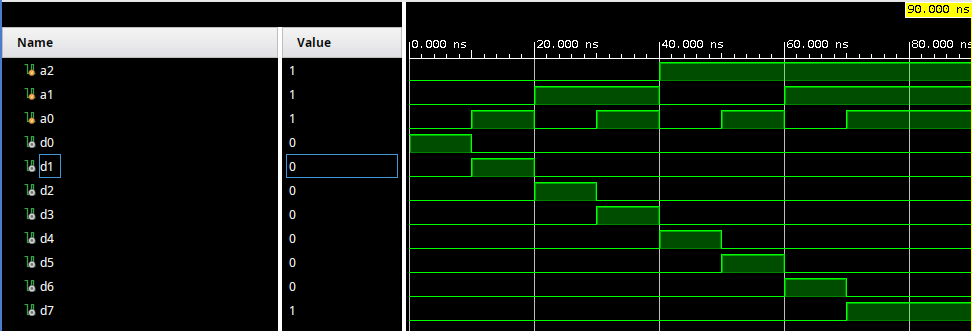 90.000 ns
Name Value
0.000 ns 20.000 ns 40.000 ns 60.000 ns 80.000 ns
a2 1
a1 1
a0 1
d0 0
d1 0
d2 0
d3 0
d4 0
d5 0
d6 0
d7 1